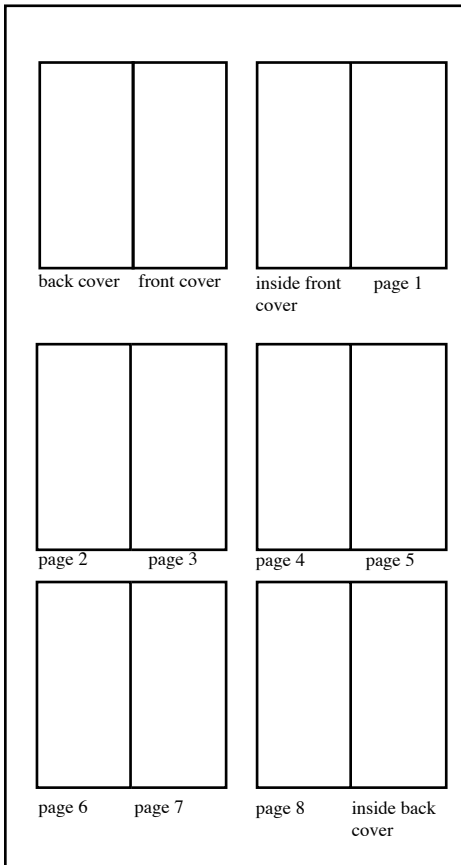 back cover
front cover
inside front
cover
page 1
page 2
page 3
page 4
page 5
page 6
page 7
page 8
inside back
cover